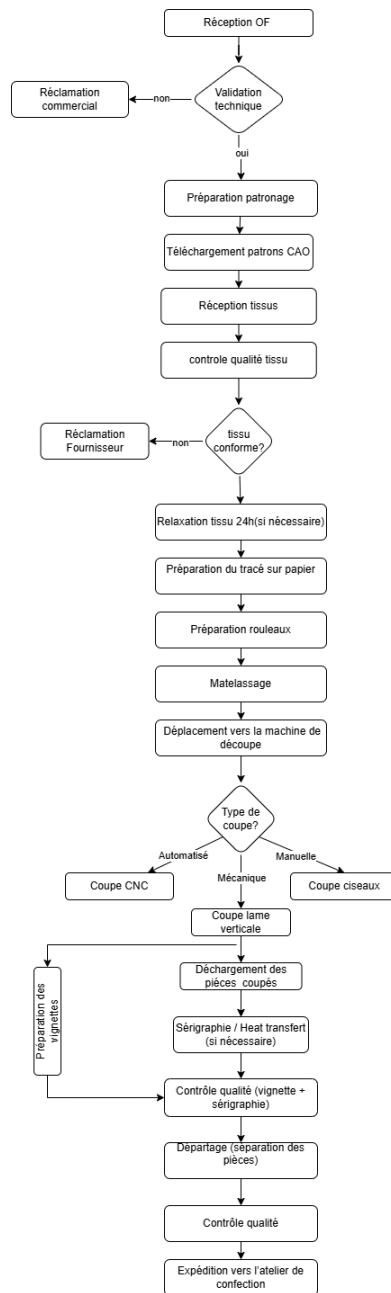 Réception OF
Réclamation
commercial
non
Validation
technique
oui
Préparation patronage
Téléchargement patrons CAO
Réception tissus
controle qualité tissu
Réclamation
Fournisseur
non
tissu
conforme?
Relaxation tissu 24h(si nécessaire)
Préparation du tracé sur papier
Préparation rouleaux
Matelassage
Déplacement vers la machine de
découpe
Type de
coupe?
Automatisé
Manuelle
Mécanique
Coupe CNC
Coupe ciseaux
Coupe lame
verticale
Préparation des
vignettes
Déchargement des
pièces coupés
Sérigraphie / Heat transfert
(si nécessaire)
Contrôle qualité (vignette +
sérigraphie)
Départage (séparation des
pièces)
Contrôle qualité
Expédition vers l'atelier de
confection